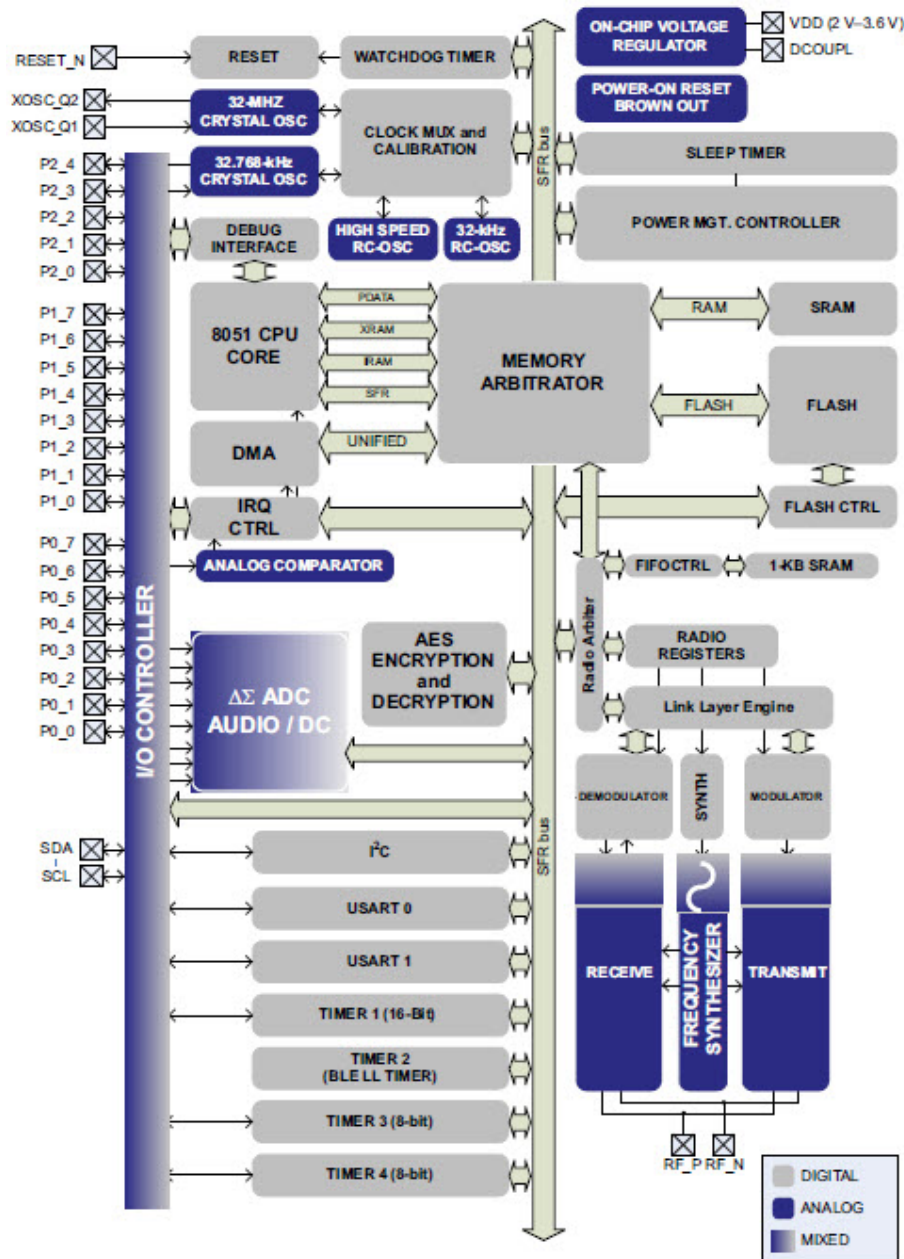 ON-CHIP VOLTAGE
REGULATOR
VDD (2 V–3.6 V)
DCOUPL
RESET_N
RESET
WATCHDOG TIMER
POWER-ON RESET
BROWN OUT
XOSC_Q2
XOSC_Q1
32-MHZ
CRYSTAL OSC
CLOCK MUX and
CALIBRATION
SFR bus
SLEEP TIMER
P2_4
P2_3
P2_2
P2_1
P2_0
32.768-kHz
CRYSTAL OSC
POWER MGT. CONTROLLER
DEBUG
INTERFACE
HIGH SPEED
RC-OSC
32-kHz
RC-OSC
P1_7
P1_6
P1_5
P1_4
P1_3
P1_2
P1_1
P1_0
8051 CPU
CORE
PDATA
XRAM
IRAM
SFR
MEMORY
ARBITRATOR
RAM
SRAM
FLASH
FLASH
DMA
UNIFIED
IRQ
CTRL
FLASH CTRL
P0_7
P0_6
P0_5
P0_4
P0_3
P0_2
P0_1
P0_0
ANALOG COMPARATOR
I/O CONTROLLER
FIFOCTRL
1-KB SRAM
Radio Arbiter
AES
ENCRYPTION
and
DECRYPTION
RADIO
REGISTERS
ΔΣ ADC
AUDIO / DC
Link Layer Engine
DEMODULATOR
SYNTH
MODULATOR
SDA
SCL
I²C
SFR bus
USART 0
USART 1
RECEIVE
FREQUENCY
SYNTHESIZER
TRANSMIT
TIMER 1 (16-Bit)
TIMER 2
(BLE LL TIMER)
TIMER 3 (8-bit)
TIMER 4 (8-bit)
RF_P
RF_N
DIGITAL
ANALOG
MIXED